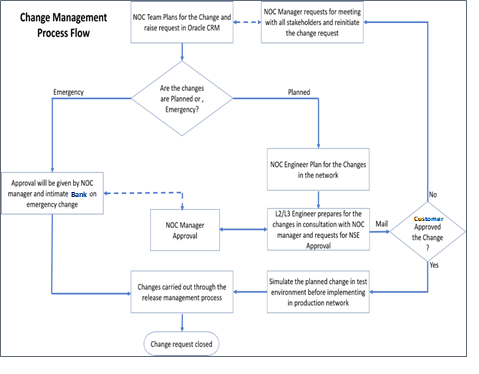 Change Management
Process Flow
NOC Team Plans for the Change and
raise request in Oracle CRM
NOC Manager requests for meeting
with all stakeholders and reinitiate
the change request
Are the changes
are Planned or ,
Emergency?
Emergency
Planned
NOC Engineer Plan for the Changes
in the network
Approval will be given by NOC
manager and intimate Bank on
emergency change
NOC Manager
Approval
L2/L3 Engineer prepares for the
changes in consultation with NOC
manager and requests for NSE
Approval
Mail
No
Customer
Approved
the Change
?
Yes
Changes carried out through the
release management process
Simulate the planned change in test
environment before implementing
in production network
Change request closed